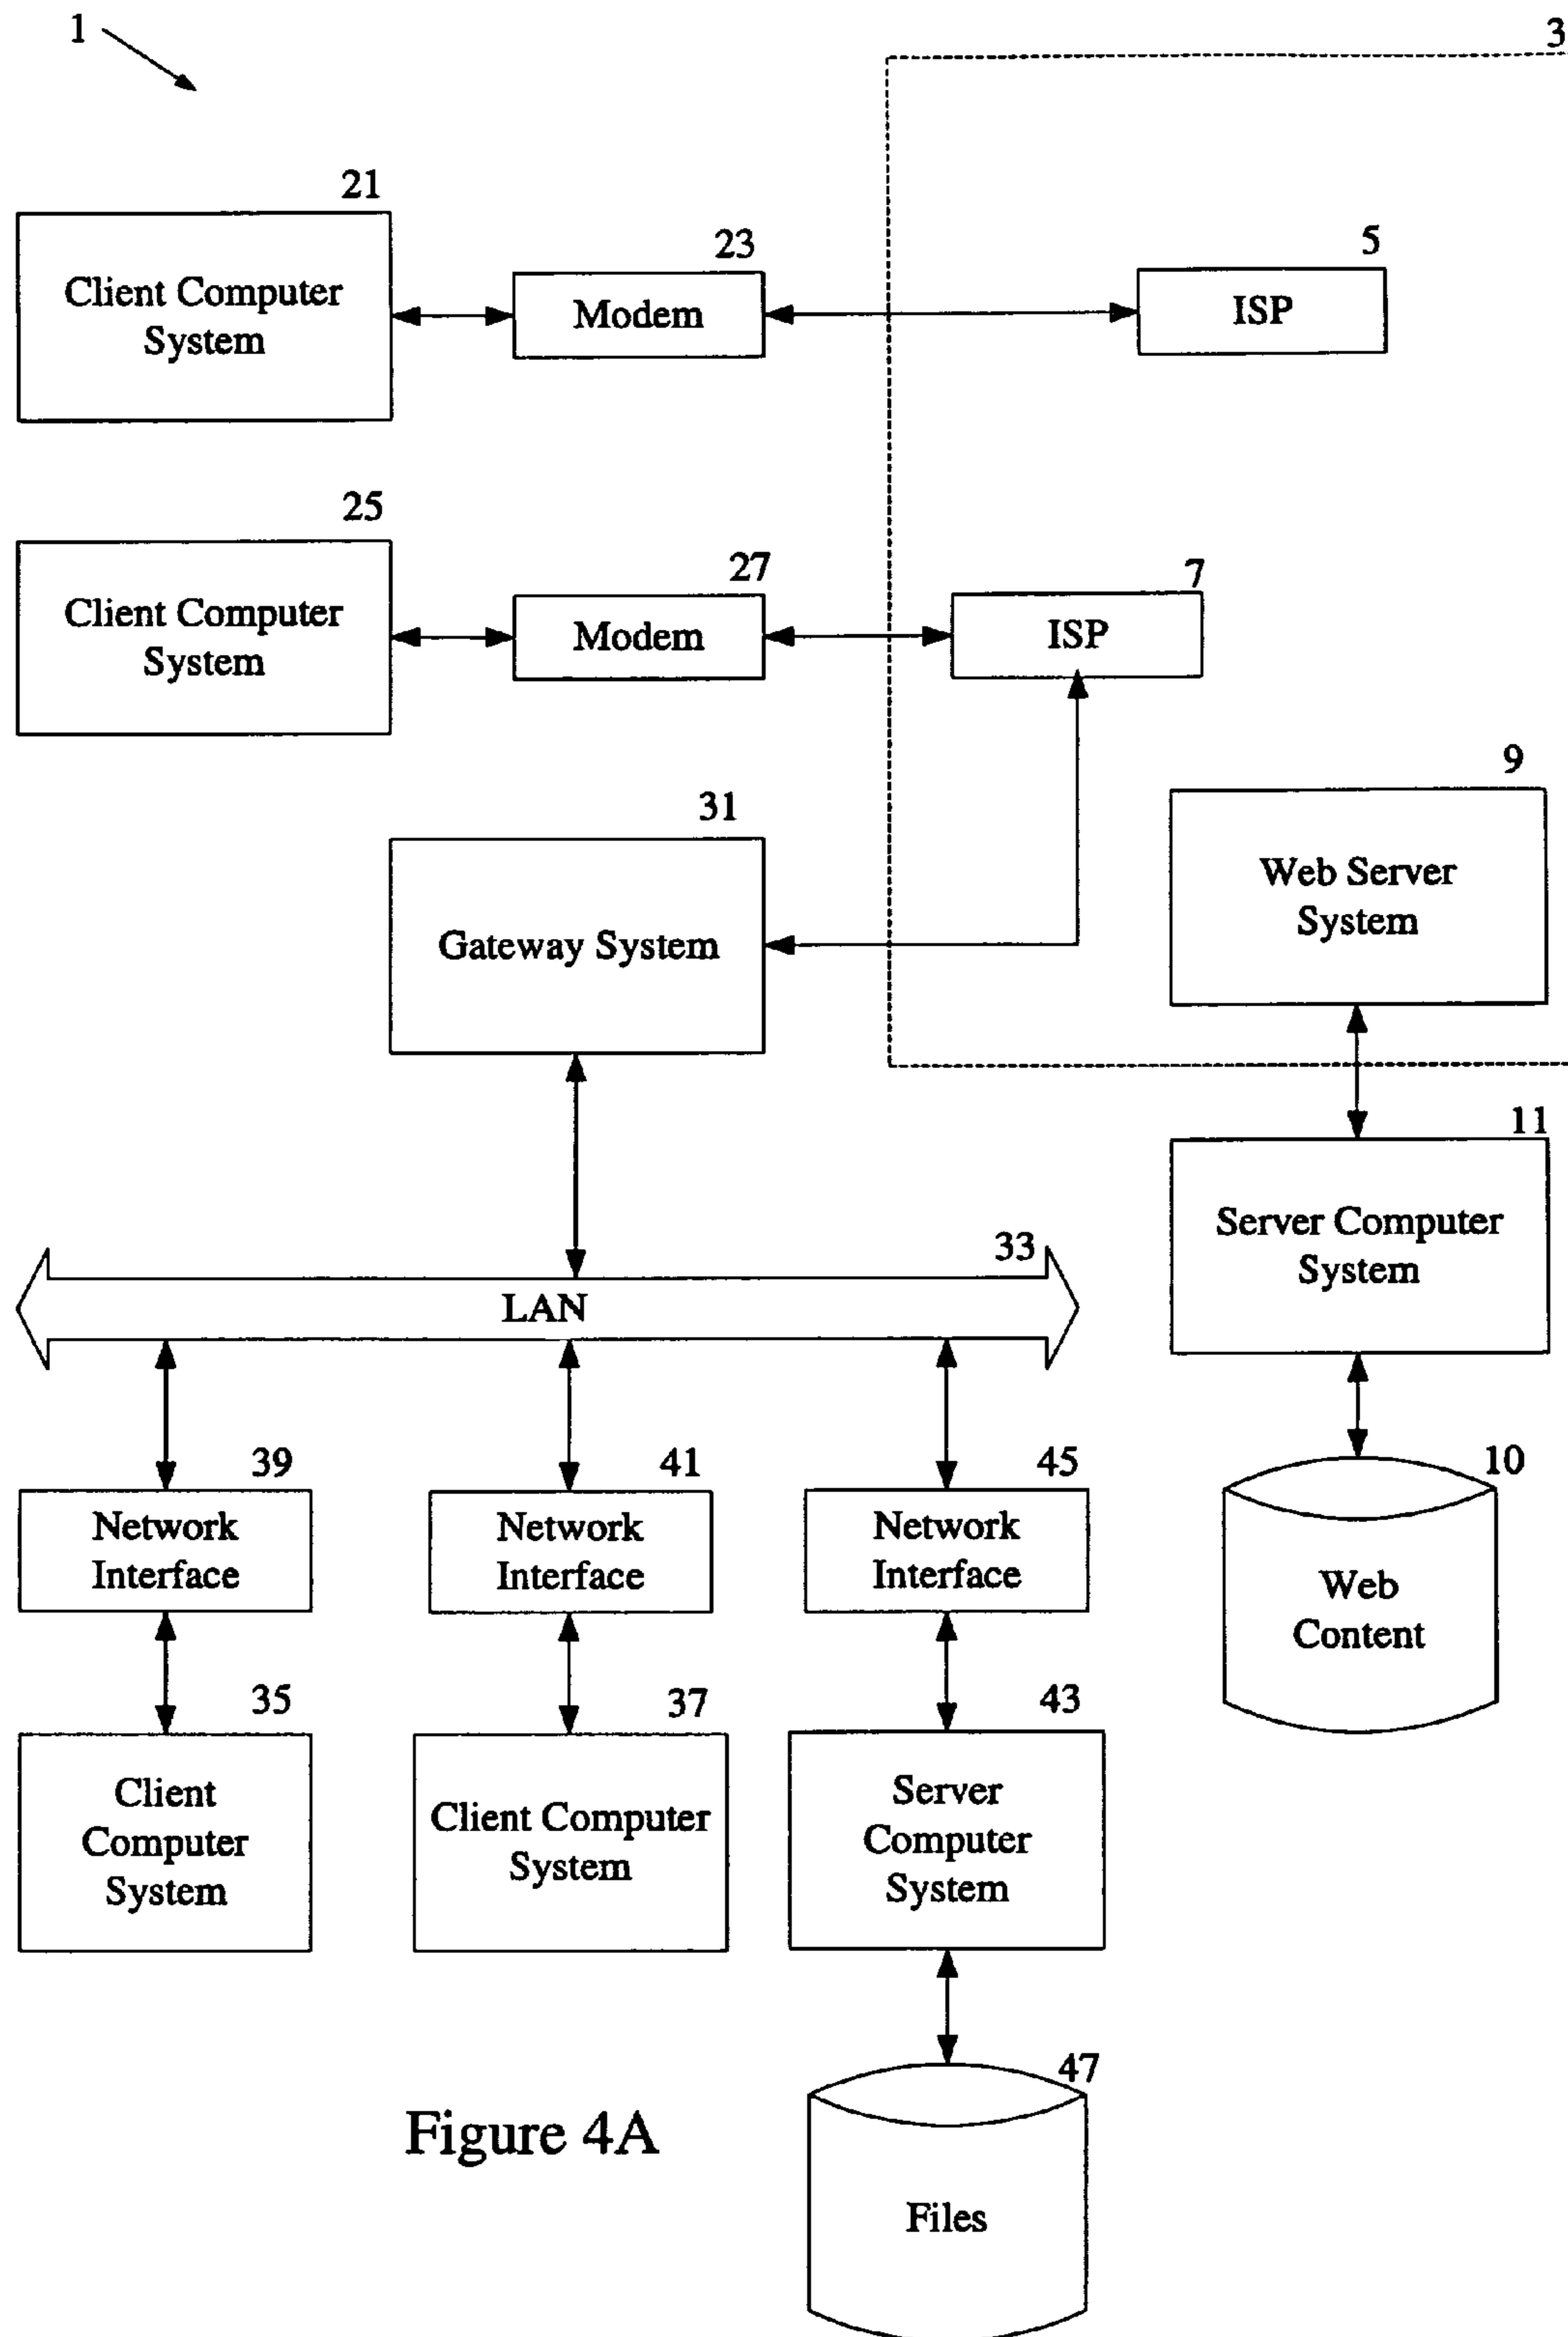 1
3
21
Client Computer
System
23
Modem
5
ISP
25
Client Computer
System
27
Modem
7
ISP
31
Gateway System
9
Web Server
System
11
Server Computer
System
33
LAN
39
Network
Interface
41
Network
Interface
45
Network
Interface
10
Web
Content
35
Client
Computer
System
37
Client Computer
System
43
Server
Computer
System
47
Files
Figure 4A